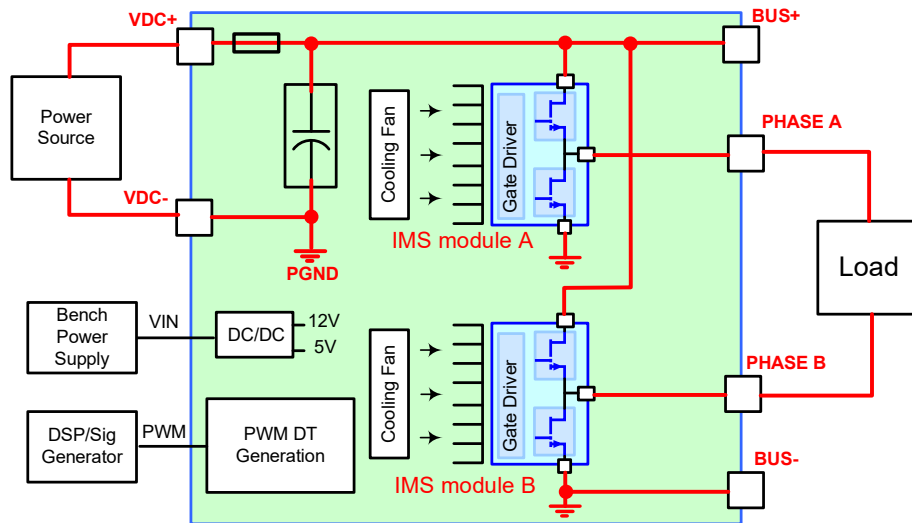 VDC+
BUS+
Power
Source
Cooling Fan
Gate Driver
PHASE A
VDC-
IMS module A
PGND
Load
Bench
Power
Supply
VIN
DC/DC
12V
5V
Cooling Fan
Gate Driver
PHASE B
DSP/Sig
Generator
PWM
PWM DT
Generation
IMS module B
BUS-